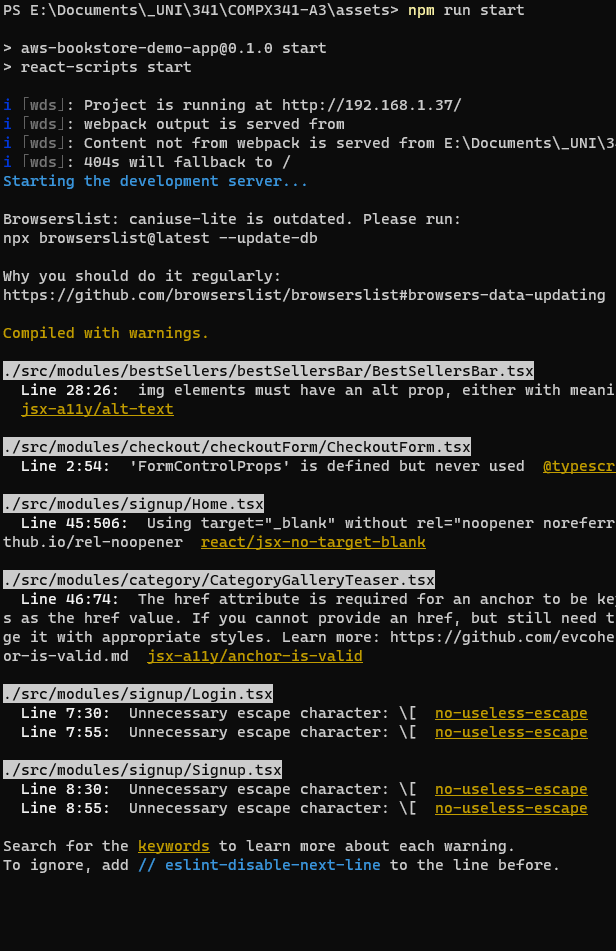 PS E:\Documents\_UNI\341\COMPX341-A3\assets> npm run start
> aws-bookstore-demo-app@0.1.0 start
> react-scripts start
i ｢wds｣: Project is running at http://192.168.1.37/
i ｢wds｣: webpack output is served from
i ｢wds｣: Content not from webpack is served from E:\Documents\_UNI\3
i ｢wds｣: 404s will fallback to /
Starting the development server...
Browserslist: caniuse-lite is outdated. Please run:
npx browserslist@latest --update-db
Why you should do it regularly:
https://github.com/browserslist/browserslist#browsers-data-updating
Compiled with warnings.
./src/modules/bestSellers/bestSellersBar/BestSellersBar.tsx
Line 28:26:  img elements must have an alt prop, either with meani
jsx-a11y/alt-text
./src/modules/checkout/checkoutForm/CheckoutForm.tsx
Line 2:54:  'FormControlProps' is defined but never used  @typescr
./src/modules/signup/Home.tsx
Line 45:506:  Using target="_blank" without rel="noopener noreferr
thub.io/rel-noopener  react/jsx-no-target-blank
./src/modules/category/CategoryGalleryTeaser.tsx
Line 46:74:  The href attribute is required for an anchor to be ke
s as the href value. If you cannot provide an href, but still need t
ge it with appropriate styles. Learn more: https://github.com/evcohe
or-is-valid.md  jsx-a11y/anchor-is-valid
./src/modules/signup/Login.tsx
Line 7:30:  Unnecessary escape character: \[  no-useless-escape
Line 7:55:  Unnecessary escape character: \[  no-useless-escape
./src/modules/signup/Signup.tsx
Line 8:30:  Unnecessary escape character: \[  no-useless-escape
Line 8:55:  Unnecessary escape character: \[  no-useless-escape
Search for the keywords to learn more about each warning.
To ignore, add // eslint-disable-next-line to the line before.